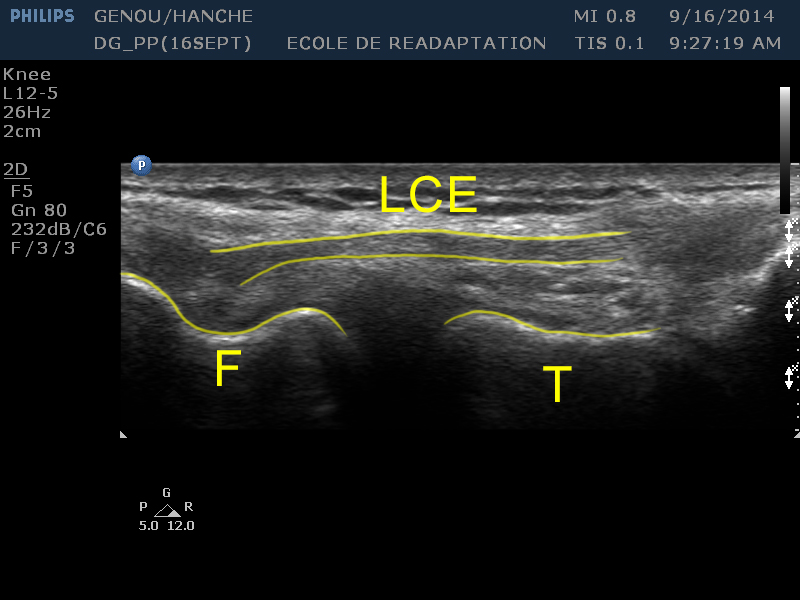 PHILIPS GENOU/HANCHE MI 0.8 9/16/2014
DG_PP(16SEPT) ECOLE DE READAPTATION TIS 0.1 9:27:19 AM
Knee
L12-5
26Hz
2cm
2D
F5
Gn 80
232dB/C6
F/3/3
P
LCE
F
T
G
P R
5.0 12.0